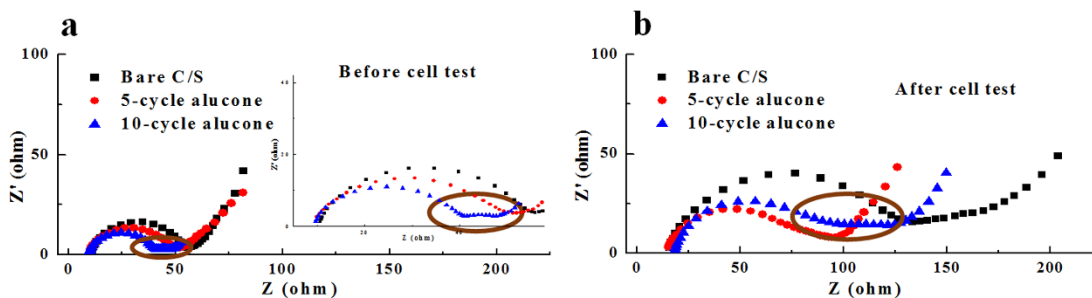 a
100
50
0
Z' (ohm)
Bare C/S
5-cycle alucone
10-cycle alucone
Before cell test
Z' (ohm)
Z (ohm)
0 50 100 150 200
Z (ohm)
b
100
50
0
Z' (ohm)
Bare C/S
5-cycle alucone
10-cycle alucone
After cell test
0 50 100 150 200
Z (ohm)